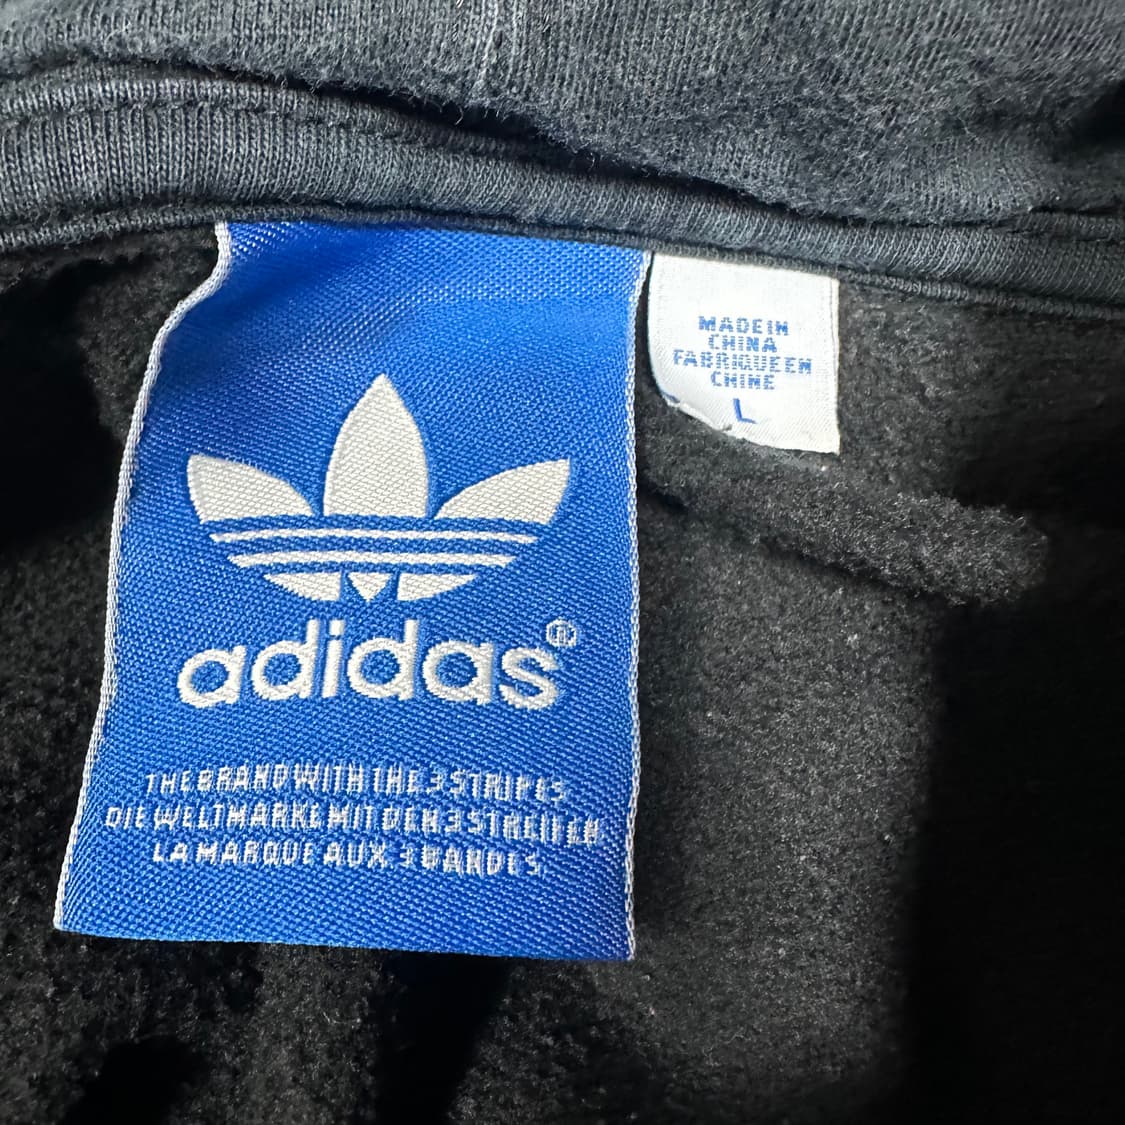 adidas®
THE BRAND WITH THE 3 STRIPES
DIE WELTMARKE MIT DEN 3 STREIFEN
LA MARQUE AUX 3 BANDES
MADE IN
CHINA
FABRIQUE EN
CHINE
L